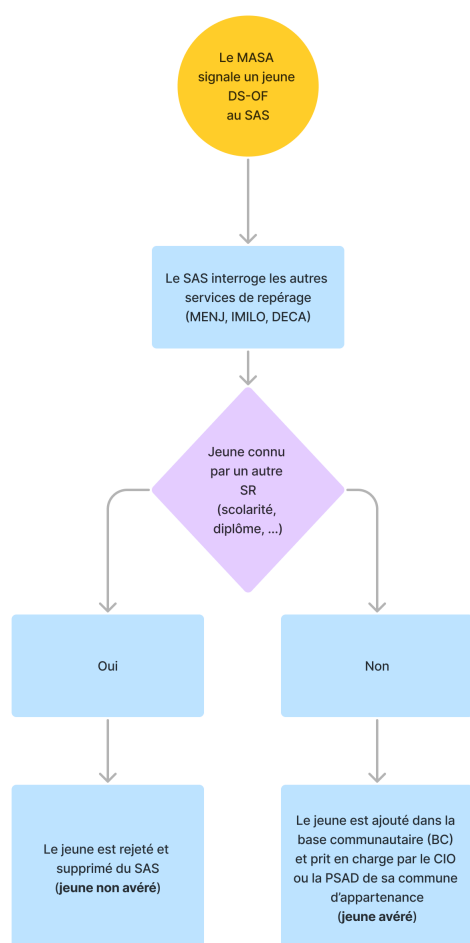 Le MASA
signale un jeune
DS-OF
au SAS
Le SAS interroge les autres
services de repérage
(MENJ, IMILO, DECA)
Jeune connu
par un autre
SR
(scolarité,
diplôme, ...)
Oui
Non
Le jeune est rejeté et
supprimé du SAS
(jeune non avéré)
Le jeune est ajouté dans la
base communautaire (BC)
et prit en charge par le CIO
ou la PSAD de sa commune
d'appartenance
(jeune avéré)